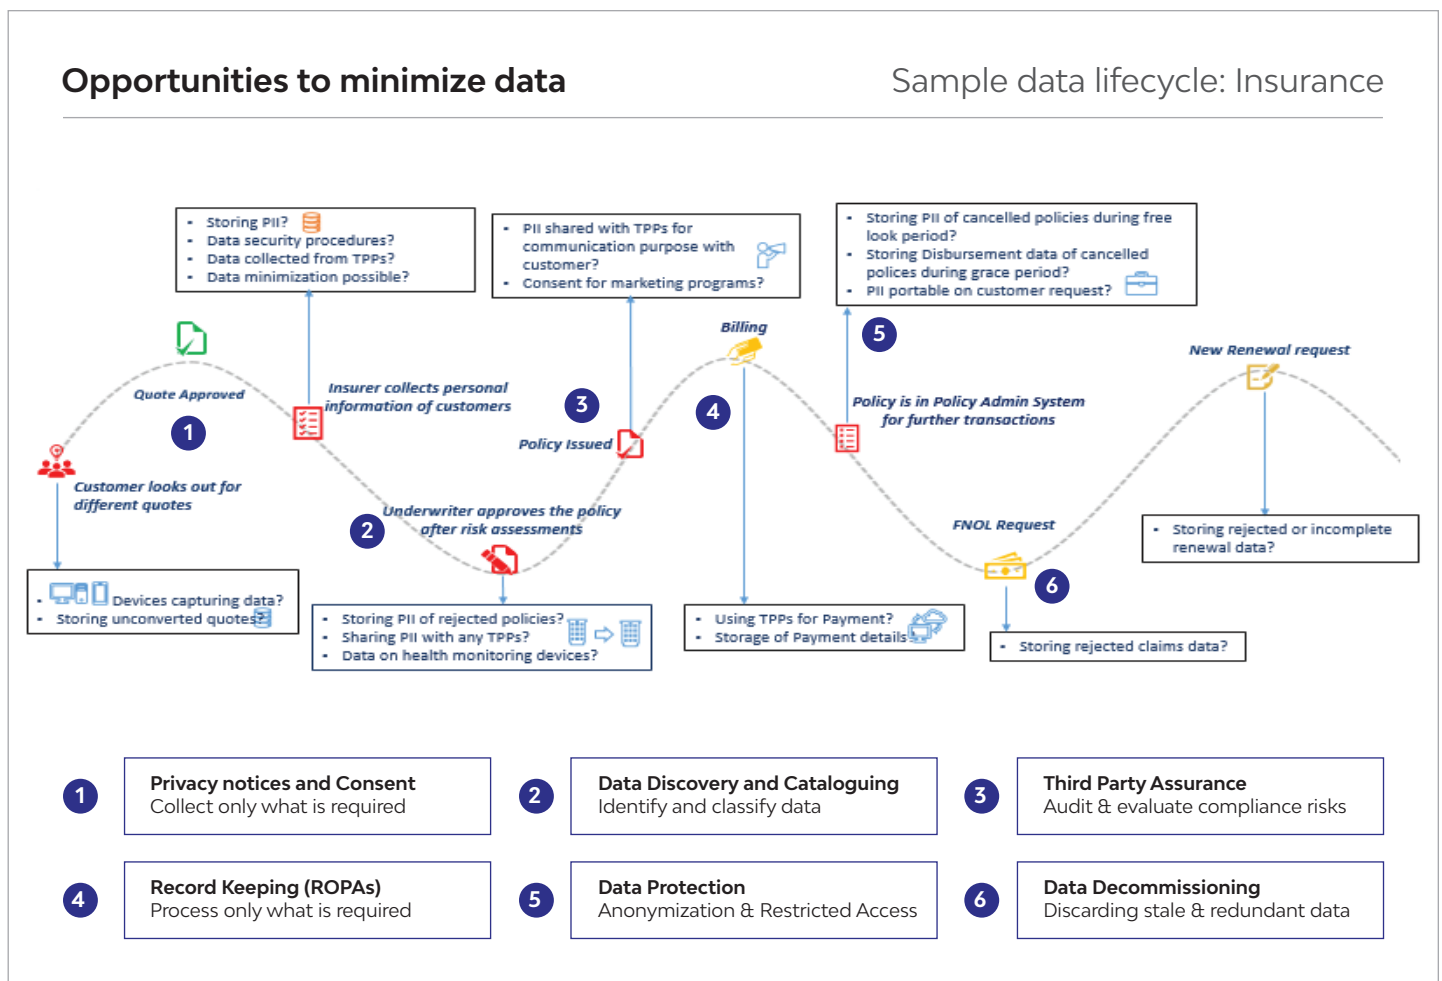 Opportunities to minimize data
Sample data lifecycle: Insurance
• Storing PII?
• Data security procedures?
• Data collected from TPPs?
• Data minimization possible?
• PII shared with TPPs for
communication purpose with
customer?
• Consent for marketing programs?
• Storing PII of cancelled policies during free
look period?
• Storing Disbursement data of cancelled
polices during grace period?
• PII portable on customer request?
Billing
5
New Renewal request
Quote Approved
1
Insurer collects personal
information of customers
3
4
Policy is in Policy Admin System
for further transactions
Policy Issued
Customer looks out for
different quotes
2
Underwriter approves the policy
after risk assessments
FNOL Request
6
• Storing rejected or incomplete
renewal data?
• Devices capturing data?
• Storing unconverted quotes?
• Storing PII of rejected policies?
• Sharing PII with any TPPs?
• Data on health monitoring devices?
• Using TPPs for Payment?
• Storage of Payment details
• Storing rejected claims data?
1
Privacy notices and Consent
Collect only what is required
2
Data Discovery and Cataloguing
Identify and classify data
3
Third Party Assurance
Audit & evaluate compliance risks
4
Record Keeping (ROPAs)
Process only what is required
5
Data Protection
Anonymization & Restricted Access
6
Data Decommissioning
Discarding stale & redundant data